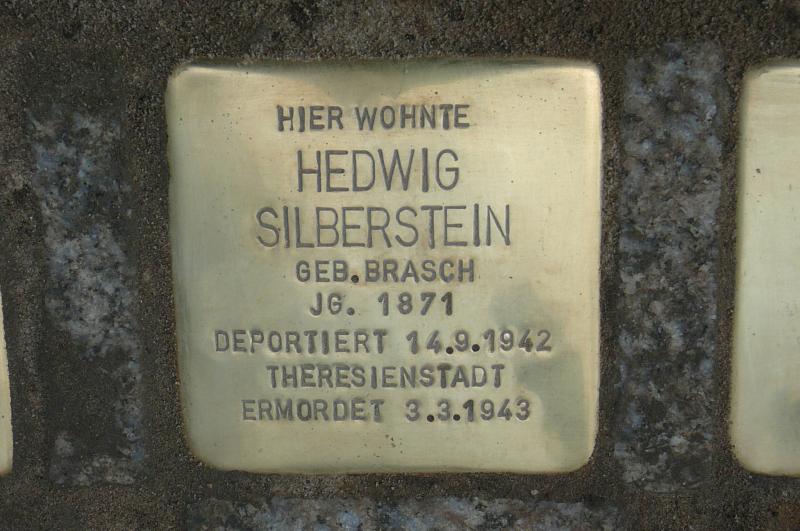 HIER WOHNTE
HEDWIG
SILBERSTEIN
GEB. BRASCH
JG. 1871
DEPORTIERT 14.9.1942
THERESIENSTADT
ERMORDET 3.3.1943